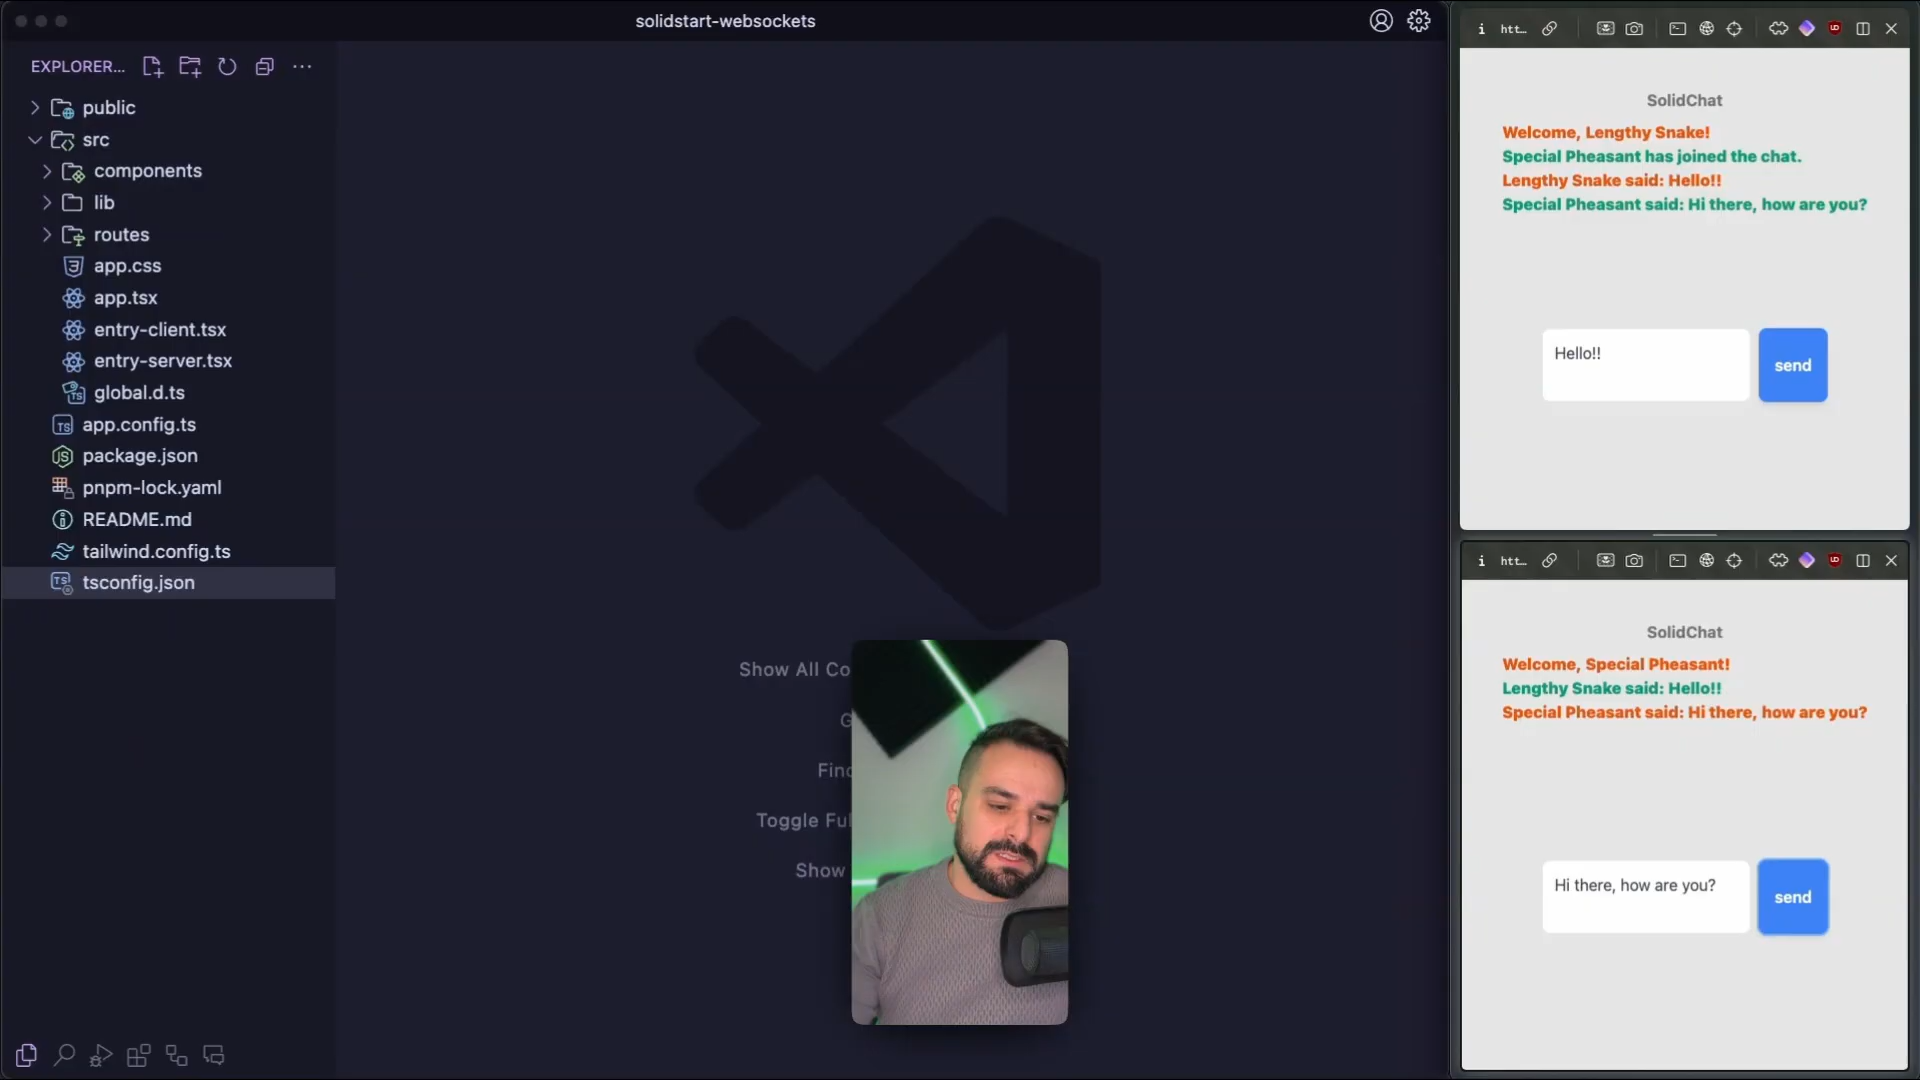 solidstart-websockets
EXPLORER...
public
src
components
lib
routes
app.css
app.tsx
entry-client.tsx
entry-server.tsx
global.d.ts
app.config.ts
package.json
pnpm-lock.yaml
README.md
tailwind.config.ts
tsconfig.json
Show All Co
G
Find
Toggle Ful
Show
htt...
SolidChat
Welcome, Lengthy Snake!
Special Pheasant has joined the chat.
Lengthy Snake said: Hello!!
Special Pheasant said: Hi there, how are you?
Hello!!
send
htt...
SolidChat
Welcome, Special Pheasant!
Lengthy Snake said: Hello!!
Special Pheasant said: Hi there, how are you?
Hi there, how are you?
send